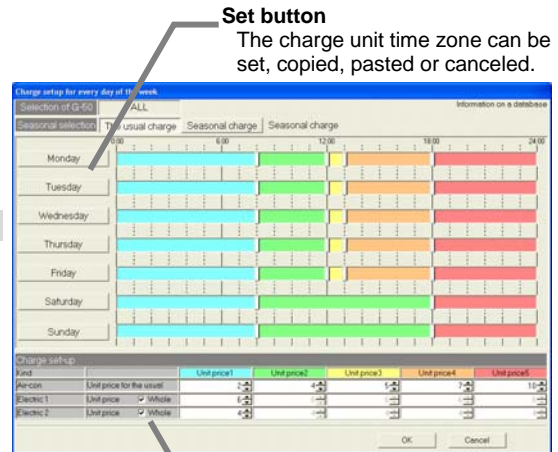 Set button
The charge unit time zone can be
set, copied, pasted or canceled.
Charge setup for every day of the week
Selection of G-50 ALL Information on a database
Seasonal selection The usual charge Seasonal charge Seasonal charge
0:00 6:00 12:00 18:00 24:00
Monday
Tuesday
Wednesday
Thursday
Friday
Saturday
Sunday
Charge set-up
Kind Unit price1 Unit price2 Unit price3 Unit price4 Unit price5
Air-con Unit price for the usual 2 4 5 7 10
Electric 1 Unit price Whole 6
Electric 2 Unit price Whole 4
OK Cancel